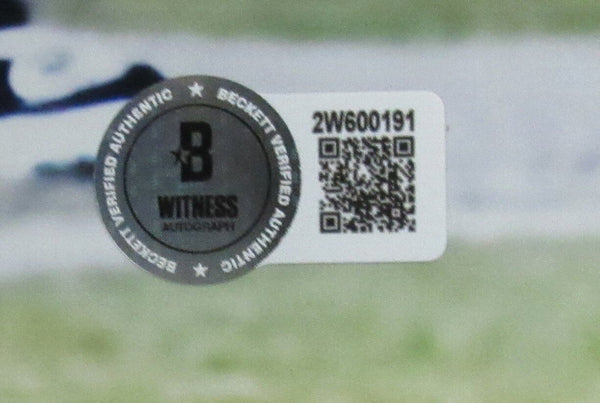 BECKETT VERIFIED AUTHENTIC ★ BECKETT VERIFIED AUTHENTIC ★
B
WITNESS
AUTOGRAPH
2W600191